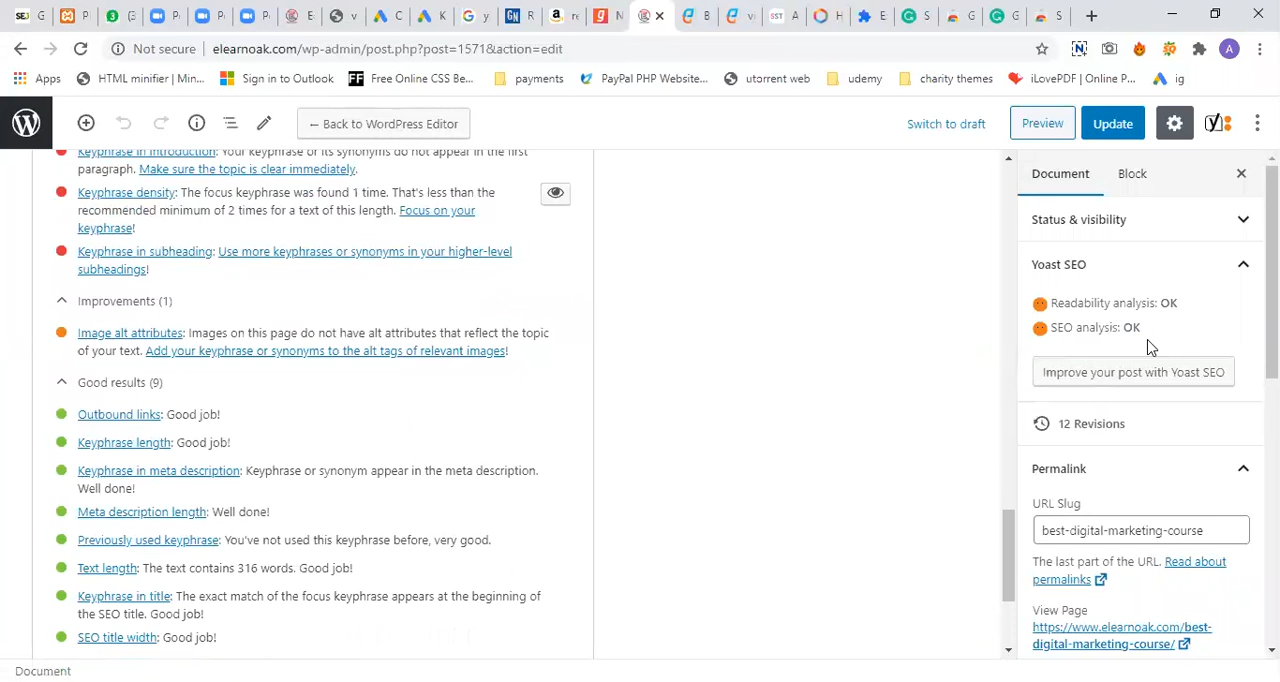 Not secure elearnoak.com/wp-admin/post.php?post=1571&action=edit
Apps HTML minifier | Min... Sign in to Outlook FF Free Online CSS Be... payments PayPal PHP Website... utorrent web udemy charity themes iLovePDF | Online P... ig
← Back to WordPress Editor Switch to draft Preview Update
Keyphrase in introduction: Your keyphrase or its synonyms do not appear in the first
paragraph. Make sure the topic is clear immediately.
Keyphrase density: The focus keyphrase was found 1 time. That's less than the
recommended minimum of 2 times for a text of this length. Focus on your
keyphrase!
Keyphrase in subheading: Use more keyphrases or synonyms in your higher-level
subheadings!
Improvements (1)
Image alt attributes: Images on this page do not have alt attributes that reflect the topic
of your text. Add your keyphrase or synonyms to the alt tags of relevant images!
Good results (9)
Outbound links: Good job!
Keyphrase length: Good job!
Keyphrase in meta description: Keyphrase or synonym appear in the meta description.
Well done!
Meta description length: Well done!
Previously used keyphrase: You've not used this keyphrase before, very good.
Text length: The text contains 316 words. Good job!
Keyphrase in title: The exact match of the focus keyphrase appears at the beginning of
the SEO title. Good job!
SEO title width: Good job!
Document Block
Status & visibility
Yoast SEO
Readability analysis: OK
SEO analysis: OK
Improve your post with Yoast SEO
12 Revisions
Permalink
URL Slug
best-digital-marketing-course
The last part of the URL. Read about
permalinks
View Page
https://www.elearnoak.com/best-
digital-marketing-course/
Document